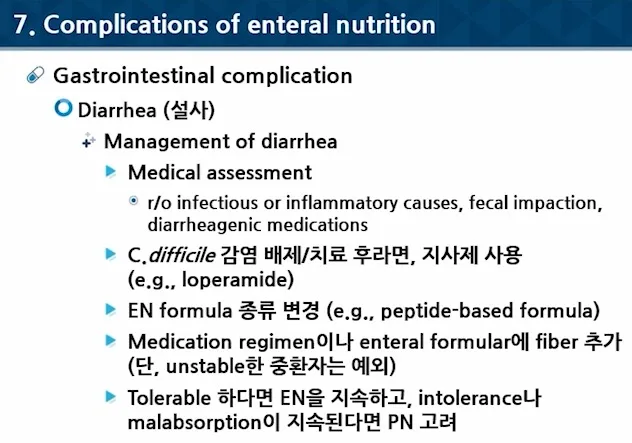 7. Complications of enteral nutrition
Gastrointestinal complication
Diarrhea (설사)
Management of diarrhea
Medical assessment
r/o infectious or inflammatory causes, fecal impaction,
diarrheagenic medications
C.difficile 감염 배제/치료 후라면, 지사제 사용
(e.g., loperamide)
EN formula 종류 변경 (e.g., peptide-based formula)
Medication regimen이나 enteral formular에 fiber 추가
(단, unstable한 중환자는 예외)
Tolerable 하다면 EN을 지속하고, intolerance나
malabsorption이 지속된다면 PN 고려